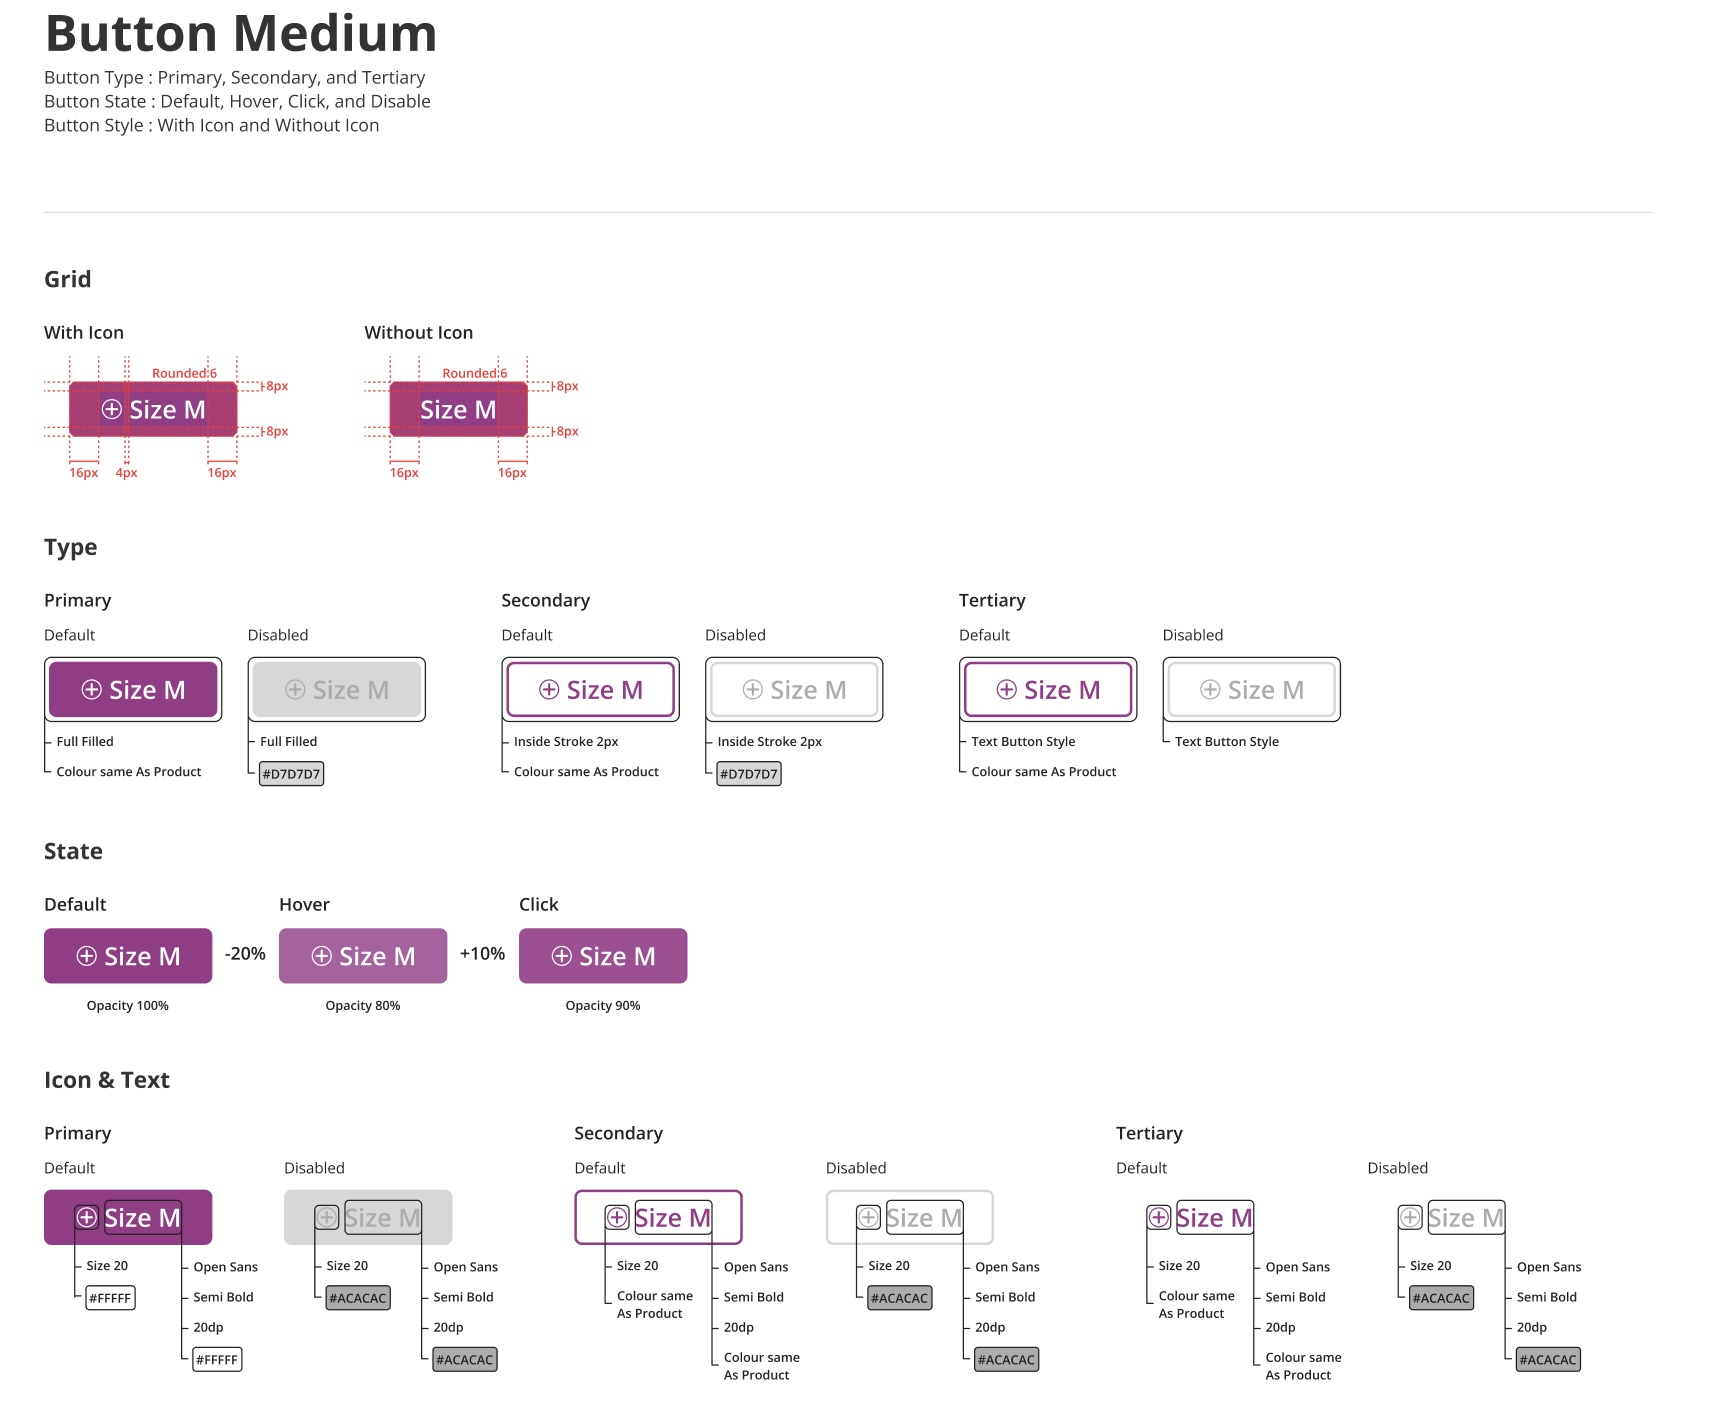 Button Medium
Button Type : Primary, Secondary, and Tertiary
Button State : Default, Hover, Click, and Disable
Button Style : With Icon and Without Icon
Grid
With Icon
Without Icon
Rounded:6
8px
Size M
8px
16px
4px
16px
Rounded:6
8px
Size M
8px
16px
16px
Type
Primary
Secondary
Tertiary
Default
Disabled
Default
Disabled
Default
Disabled
Size M
Size M
Size M
Size M
Size M
Size M
Full Filled
Colour same As Product
Full Filled
#D7D7D7
Inside Stroke 2px
Colour same As Product
Inside Stroke 2px
#D7D7D7
Text Button Style
Colour same As Product
Text Button Style
State
Default
Hover
Click
Size M
-20%
Size M
+10%
Size M
Opacity 100%
Opacity 80%
Opacity 90%
Icon & Text
Primary
Secondary
Tertiary
Default
Disabled
Default
Disabled
Default
Disabled
Size M
Size M
Size M
Size M
Size M
Size M
Size 20
#FFFFF
Open Sans
Semi Bold
20dp
#FFFFF
Size 20
#ACACAC
Open Sans
Semi Bold
20dp
#ACACAC
Size 20
Colour same
As Product
Open Sans
Semi Bold
20dp
Colour same
As Product
Size 20
#ACACAC
Open Sans
Semi Bold
20dp
#ACACAC
Size 20
Colour same
As Product
Open Sans
Semi Bold
20dp
Colour same
As Product
Size 20
#ACACAC
Open Sans
Semi Bold
20dp
#ACACAC